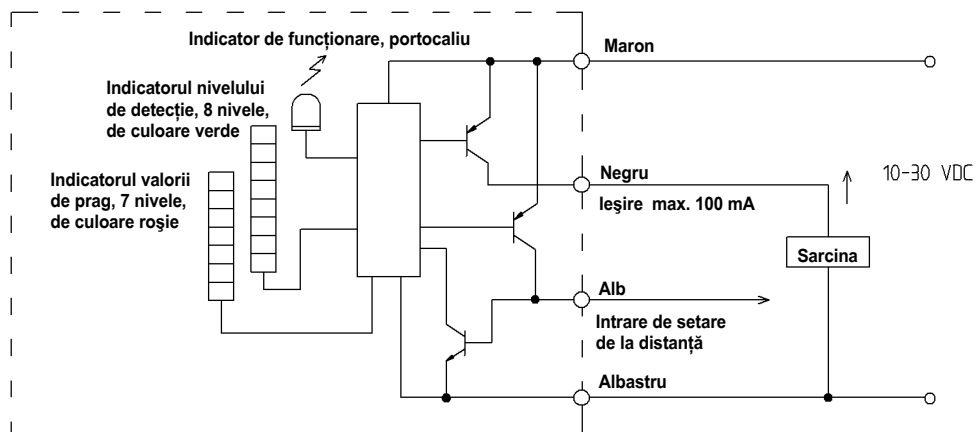 Indicator de funcționare, portocaliu
Maron
Indicatorul nivelului
de detecție, 8 nivele,
de culoare verde
Indicatorul valorii
de prag, 7 nivele,
de culoare roșie
Negru
Ieșire max. 100 mA
10-30 VDC
Sarcina
Alb
Intrare de setare
de la distanță
Albastru